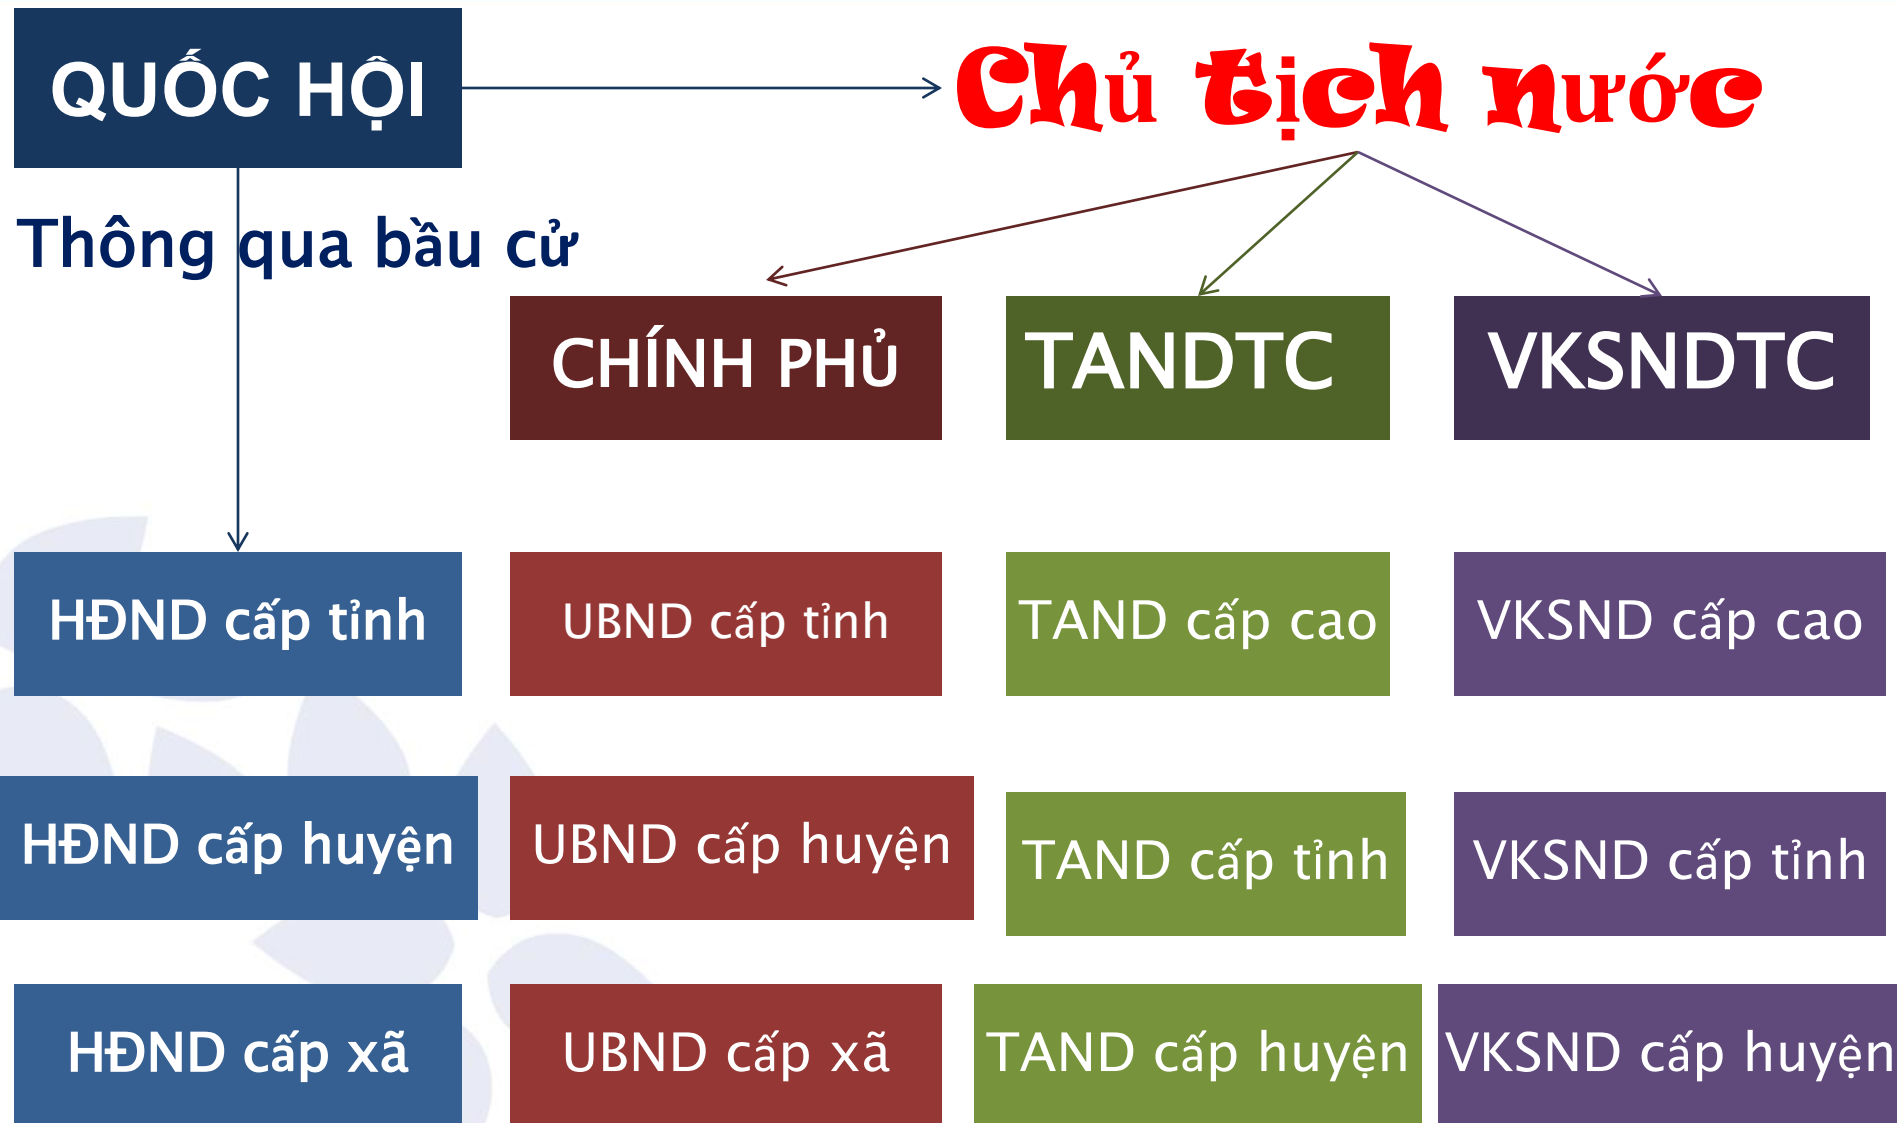 QUỐC HỘI
Chủ tịch nước
Thông qua bầu cử
CHÍNH PHỦ
TANDTC
VKSNDTC
HĐND cấp tỉnh
UBND cấp tỉnh
TAND cấp cao
VKSND cấp cao
HĐND cấp huyện
UBND cấp huyện
TAND cấp tỉnh
VKSND cấp tỉnh
HĐND cấp xã
UBND cấp xã
TAND cấp huyện
VKSND cấp huyện